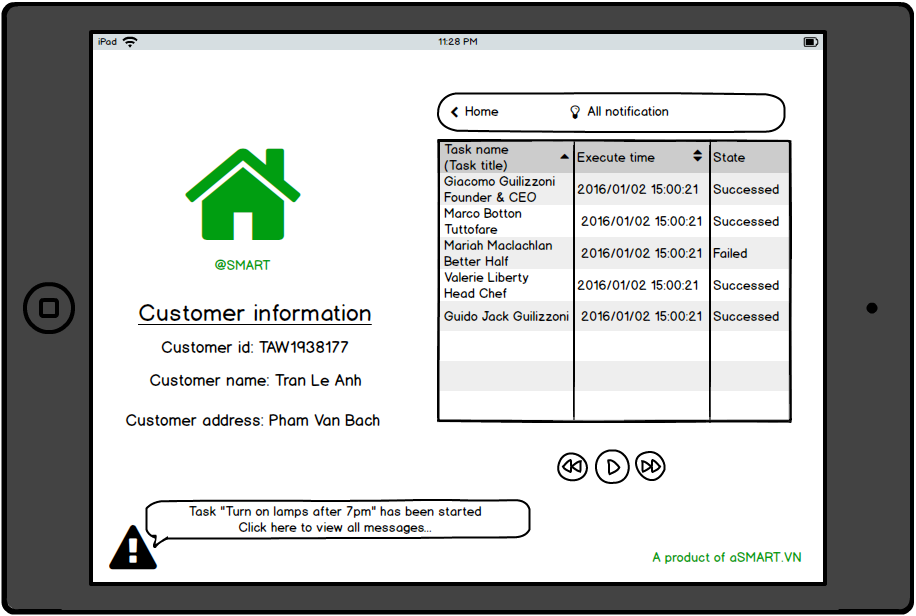 iPad
11:28 PM
Home
All notification
@SMART
Customer information
Customer id: TAW1938177
Customer name: Tran Le Anh
Customer address: Pham Van Bach
Task name
(Task title)
Execute time
State
Giacomo Guilizzoni
Founder & CEO
2016/01/02 15:00:21
Successed
Marco Botton
Tuttofare
2016/01/02 15:00:21
Successed
Mariah Maclachlan
Better Half
2016/01/02 15:00:21
Failed
Valerie Liberty
Head Chef
2016/01/02 15:00:21
Successed
Guido Jack Guilizzoni
2016/01/02 15:00:21
Successed
Task "Turn on lamps after 7pm" has been started
Click here to view all messages...
A product of aSMART.VN